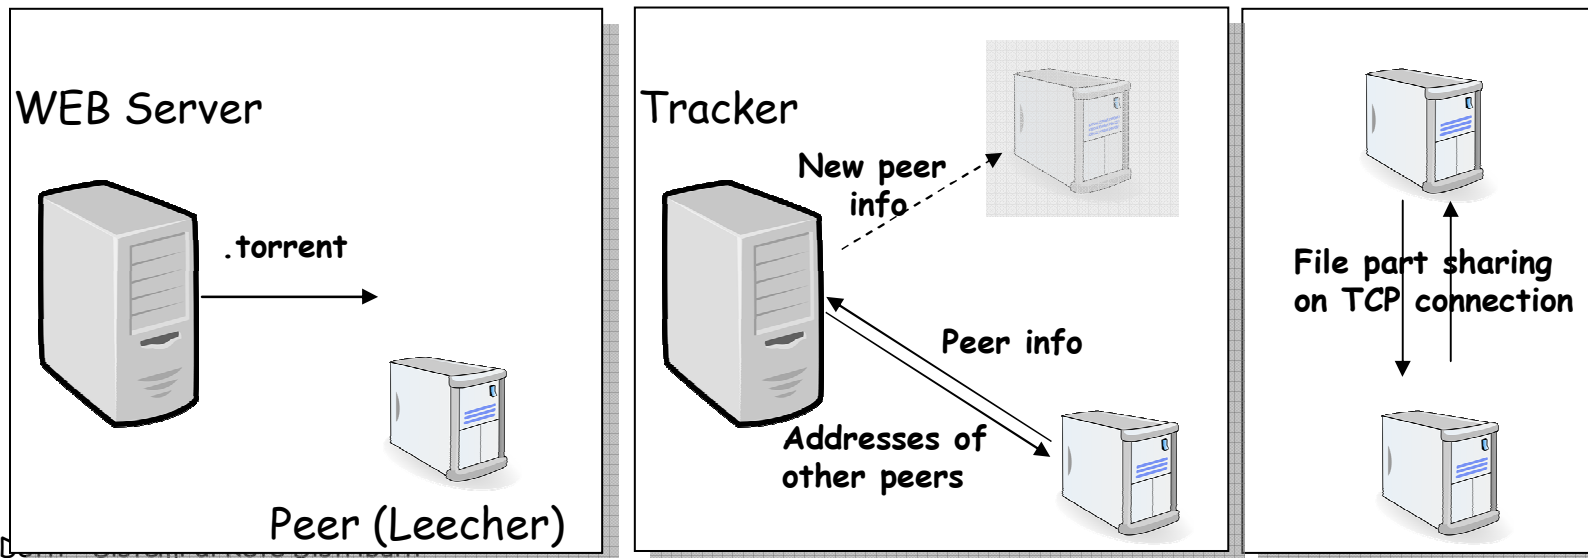 WEB Server
.torrent
Peer (Leecher)
Tracker
New peer
info
Peer info
Addresses of
other peers
File part sharing
on TCP connection